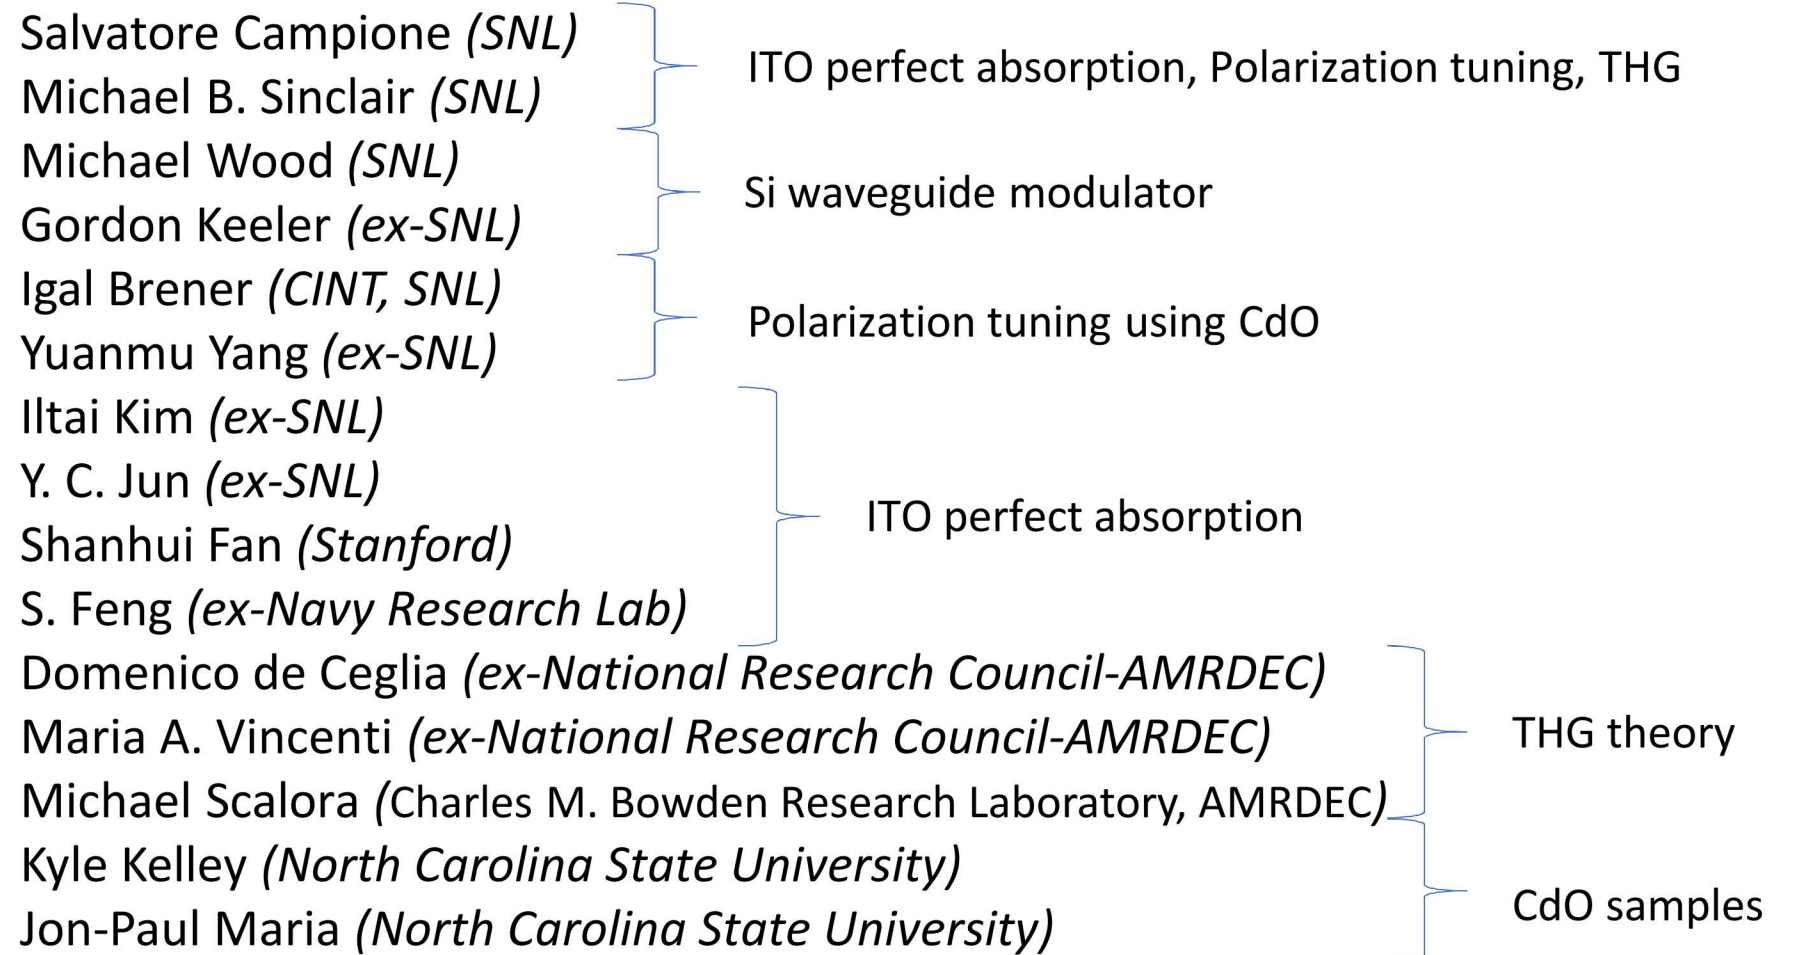 Salvatore Campione (SNL)
Michael B. Sinclair (SNL)
ITO perfect absorption, Polarization tuning, THG
Michael Wood (SNL)
Gordon Keeler (ex-SNL)
Si waveguide modulator
Igal Brener (CINT, SNL)
Yuanmu Yang (ex-SNL)
Polarization tuning using CdO
Iltai Kim (ex-SNL)
Y. C. Jun (ex-SNL)
Shanhui Fan (Stanford)
S. Feng (ex-Navy Research Lab)
ITO perfect absorption
Domenico de Ceglia (ex-National Research Council-AMRDEC)
Maria A. Vincenti (ex-National Research Council-AMRDEC)
Michael Scalora (Charles M. Bowden Research Laboratory, AMRDEC)
THG theory
Kyle Kelley (North Carolina State University)
Jon-Paul Maria (North Carolina State University)
CdO samples